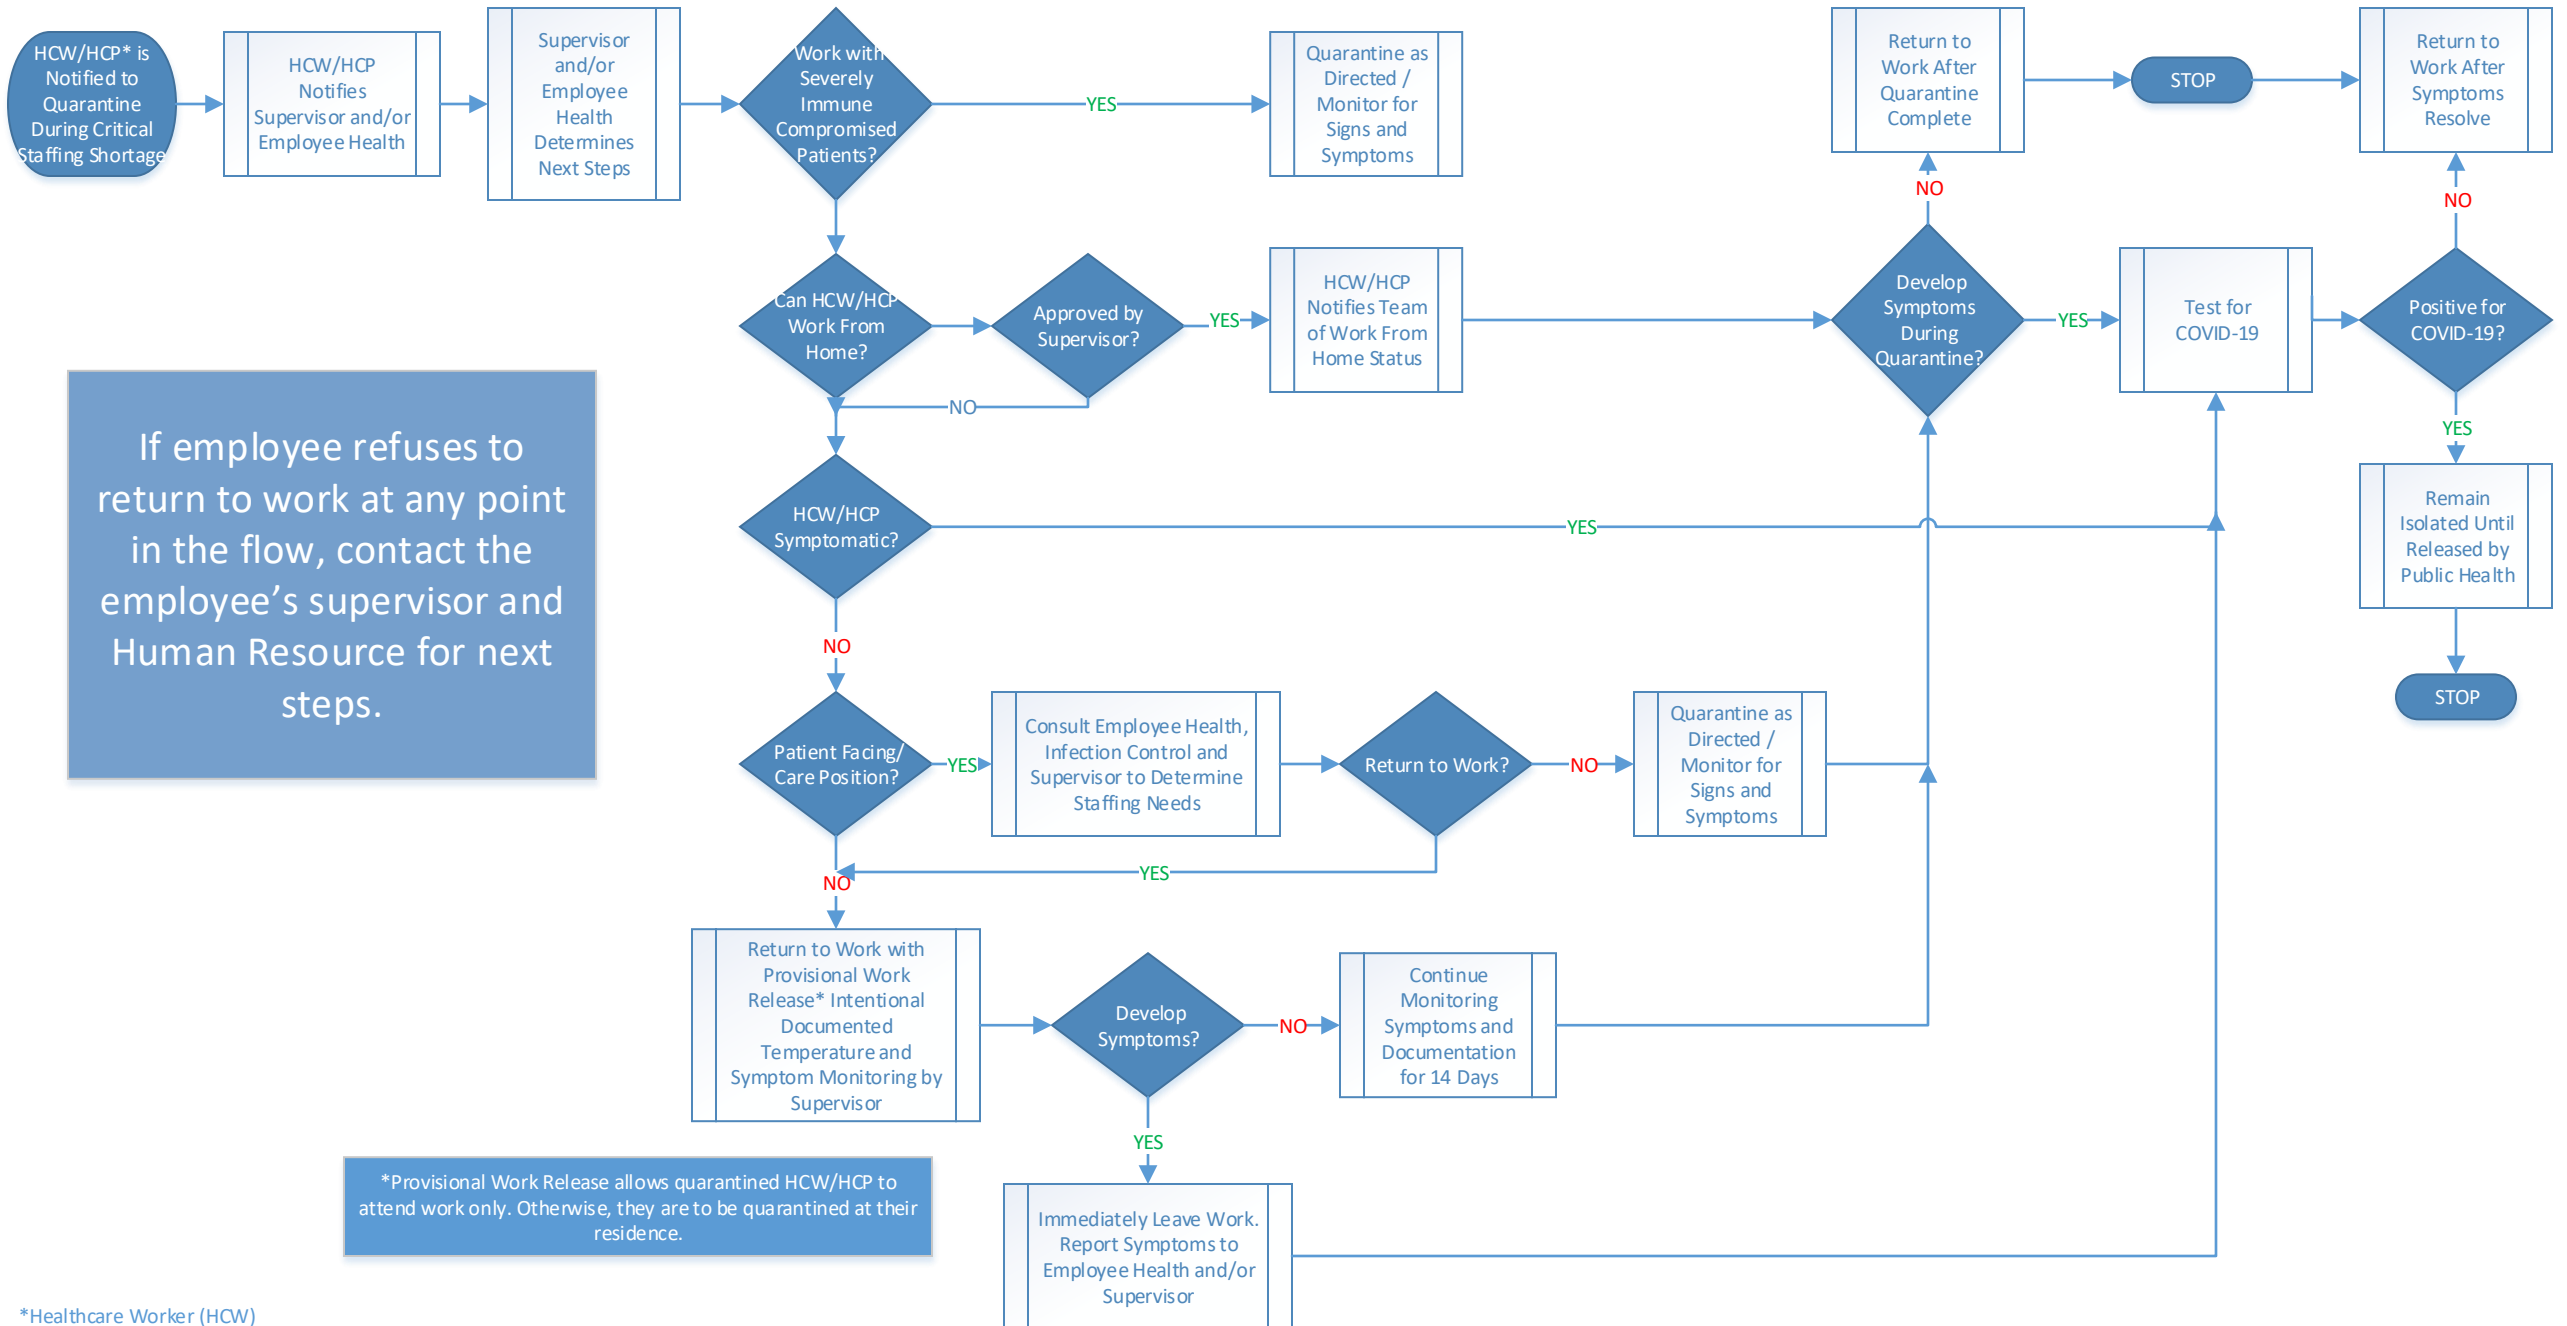 HCW/HCP* is
Notified to
Quarantine
During Critical
Staffing Shortage
HCW/HCP
Notifies
Supervisor and/or
Employee Health
Supervisor
and/or
Employee
Health
Determines
Next Steps
Work with
Severely
Immune
Compromised
Patients?
YES
Quarantine as
Directed /
Monitor for
Signs and
Symptoms
Return to
Work After
Quarantine
Complete
STOP
Return to
Work After
Symptoms
Resolve
NO
NO
Can HCW/HCP
Work From
Home?
Approved by
Supervisor?
YES
HCW/HCP
Notifies Team
of Work From
Home Status
Develop
Symptoms
During
Quarantine?
YES
Test for
COVID-19
Positive for
COVID-19?
NO
YES
If employee refuses to
return to work at any point
in the flow, contact the
employee’s supervisor and
Human Resource for next
steps.
HCW/HCP
Symptomatic?
YES
Remain
Isolated Until
Released by
Public Health
NO
STOP
Patient Facing/
Care Position?
YES
Consult Employee Health,
Infection Control and
Supervisor to Determine
Staffing Needs
Return to Work?
NO
Quarantine as
Directed /
Monitor for
Signs and
Symptoms
YES
NO
Return to Work with
Provisional Work
Release* Intentional
Documented
Temperature and
Symptom Monitoring by
Supervisor
Develop
Symptoms?
NO
Continue
Monitoring
Symptoms and
Documentation
for 14 Days
YES
*Provisional Work Release allows quarantined HCW/HCP to
attend work only. Otherwise, they are to be quarantined at their
residence.
Immediately Leave Work.
Report Symptoms to
Employee Health and/or
Supervisor
*Healthcare Worker (HCW)